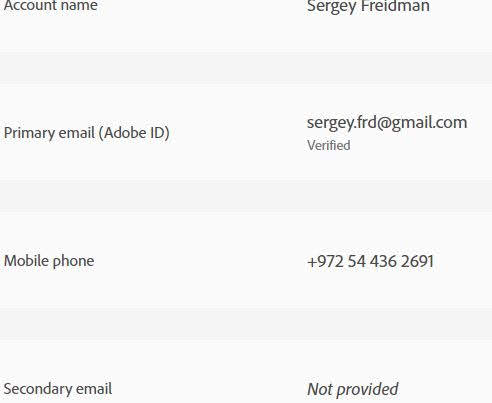 Account name
Sergey Freidman
Primary email (Adobe ID)
sergey.frd@gmail.com
Verified
Mobile phone
+972 54 436 2691
Secondary email
Not provided